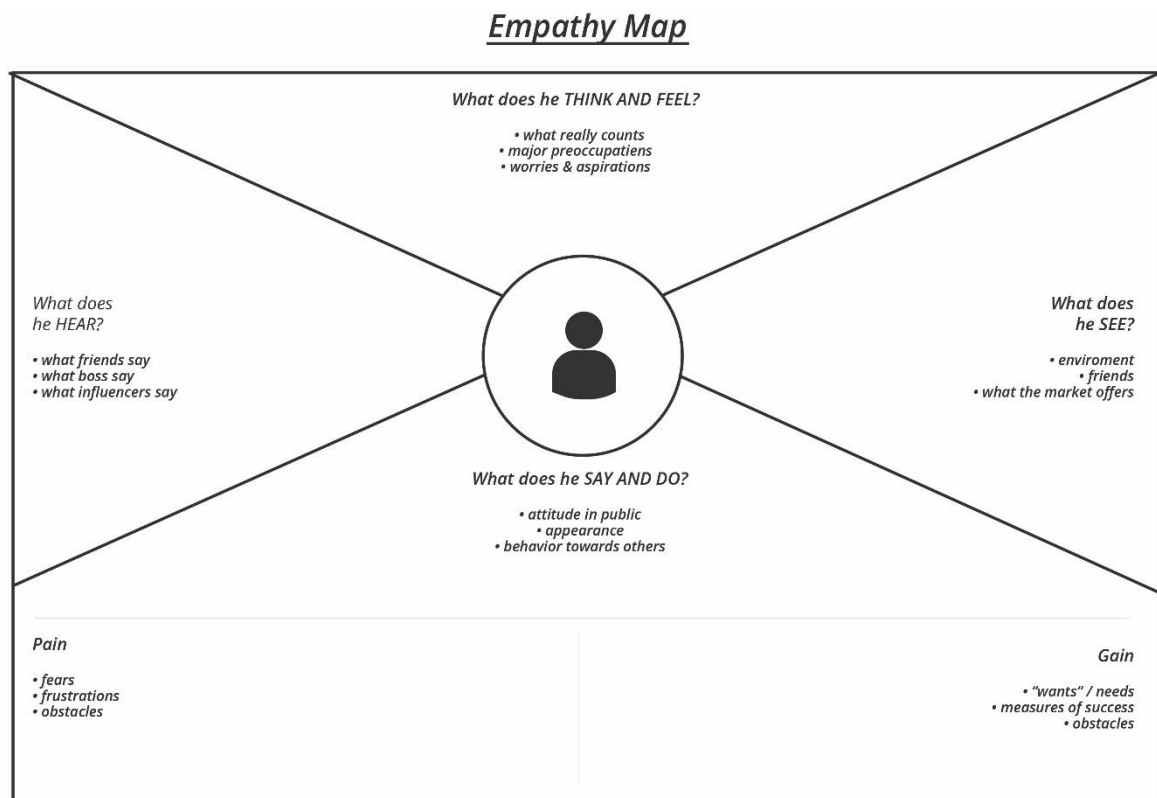 Empathy Map
What does he THINK AND FEEL?
• what really counts
• major preoccupatiens
• worries & aspirations
What does
he HEAR?
• what friends say
• what boss say
• what influencers say
What does
he SEE?
• enviroment
• friends
• what the market offers
What does he SAY AND DO?
• attitude in public
• appearance
• behavior towards others
Pain
• fears
• frustrations
• obstacles
Gain
• “wants” / needs
• measures of success
• obstacles